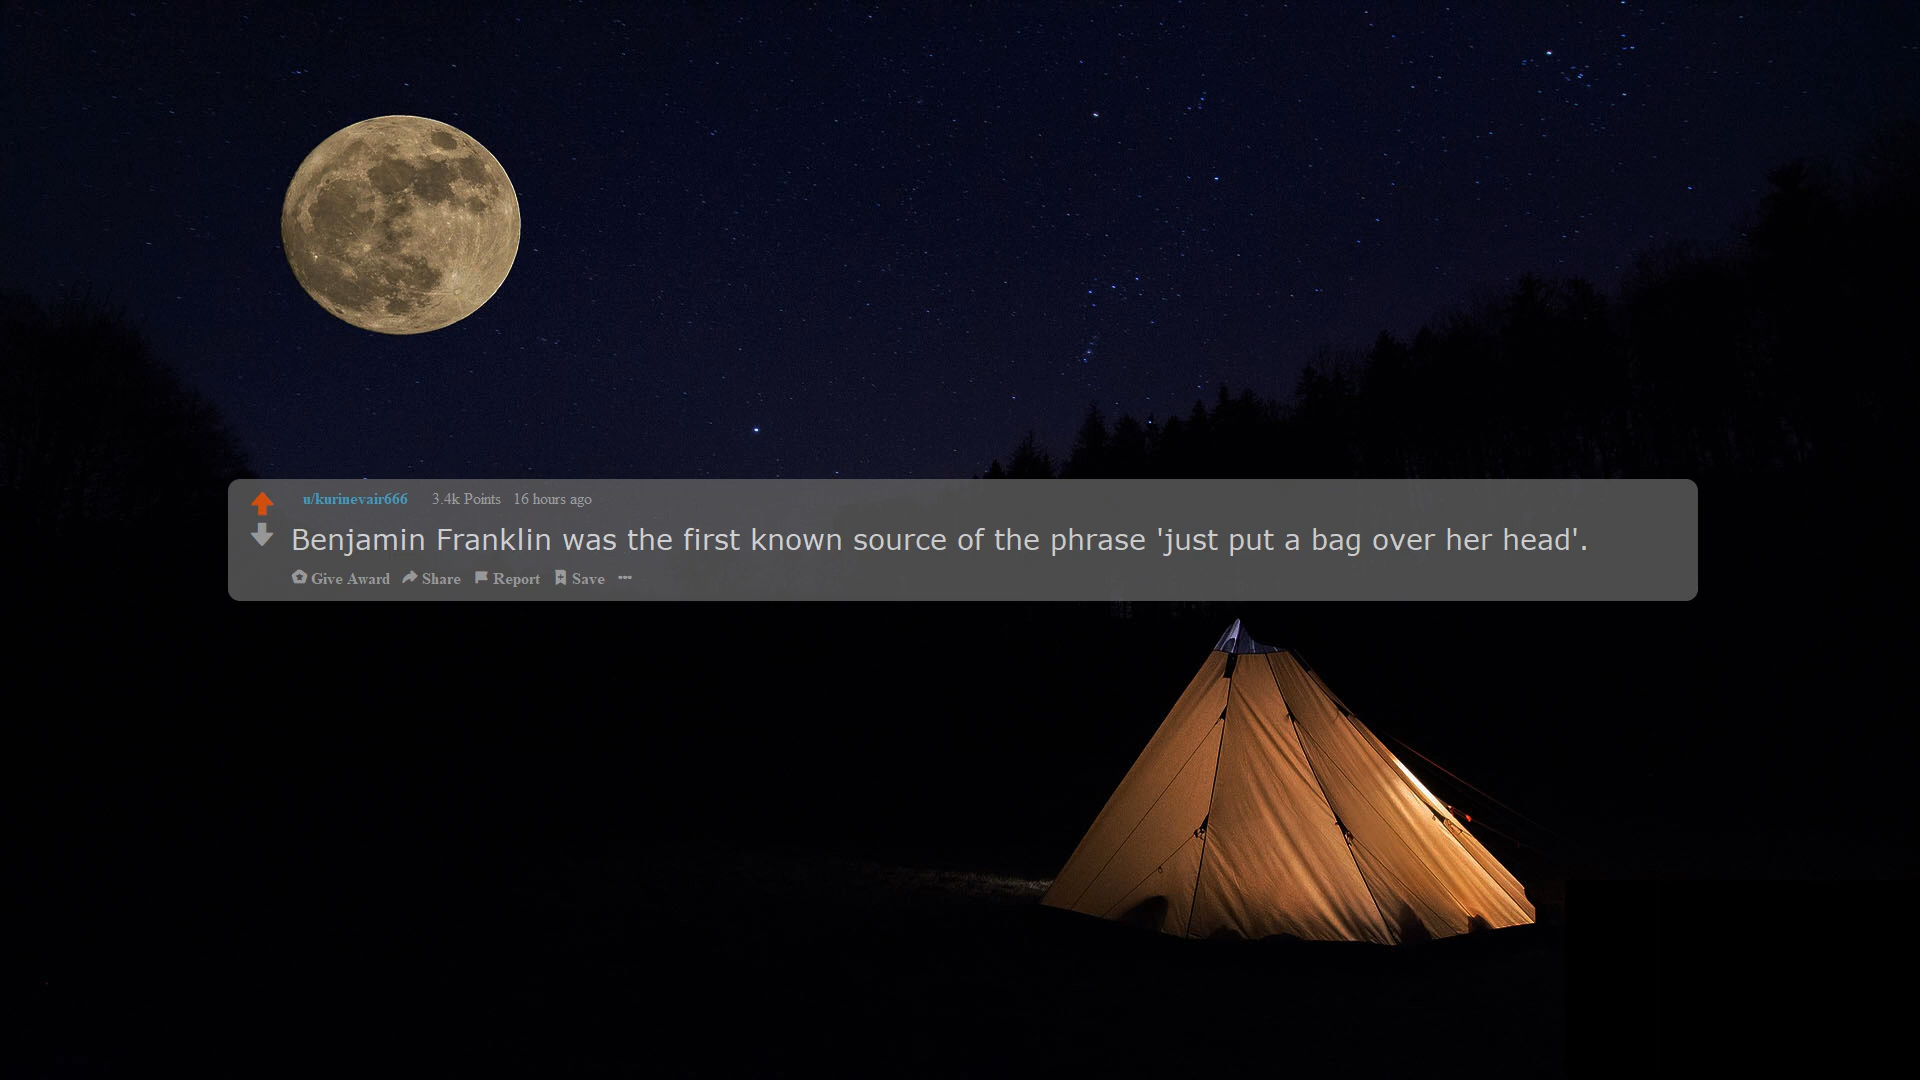 u/kurinevair666 3.4k Points 16 hours ago
Benjamin Franklin was the first known source of the phrase 'just put a bag over her head'.
Give Award Share Report Save